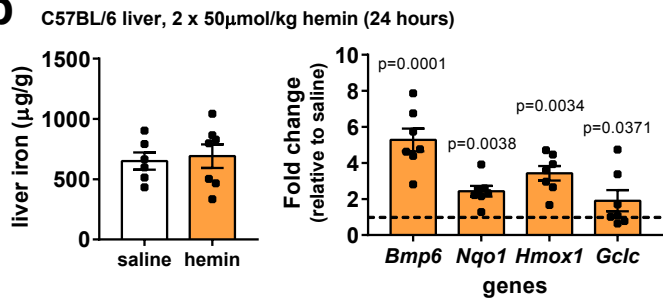 b
C57BL/6 liver, 2 x 50μmol/kg hemin (24 hours)
liver iron (μg/g)
1500
1000
500
0
saline hemin
Fold change
(relative to saline)
10
8
6
4
2
0
p=0.0001
p=0.0038
p=0.0034
p=0.0371
Bmp6 Nqo1 Hmox1 Gclc
genes